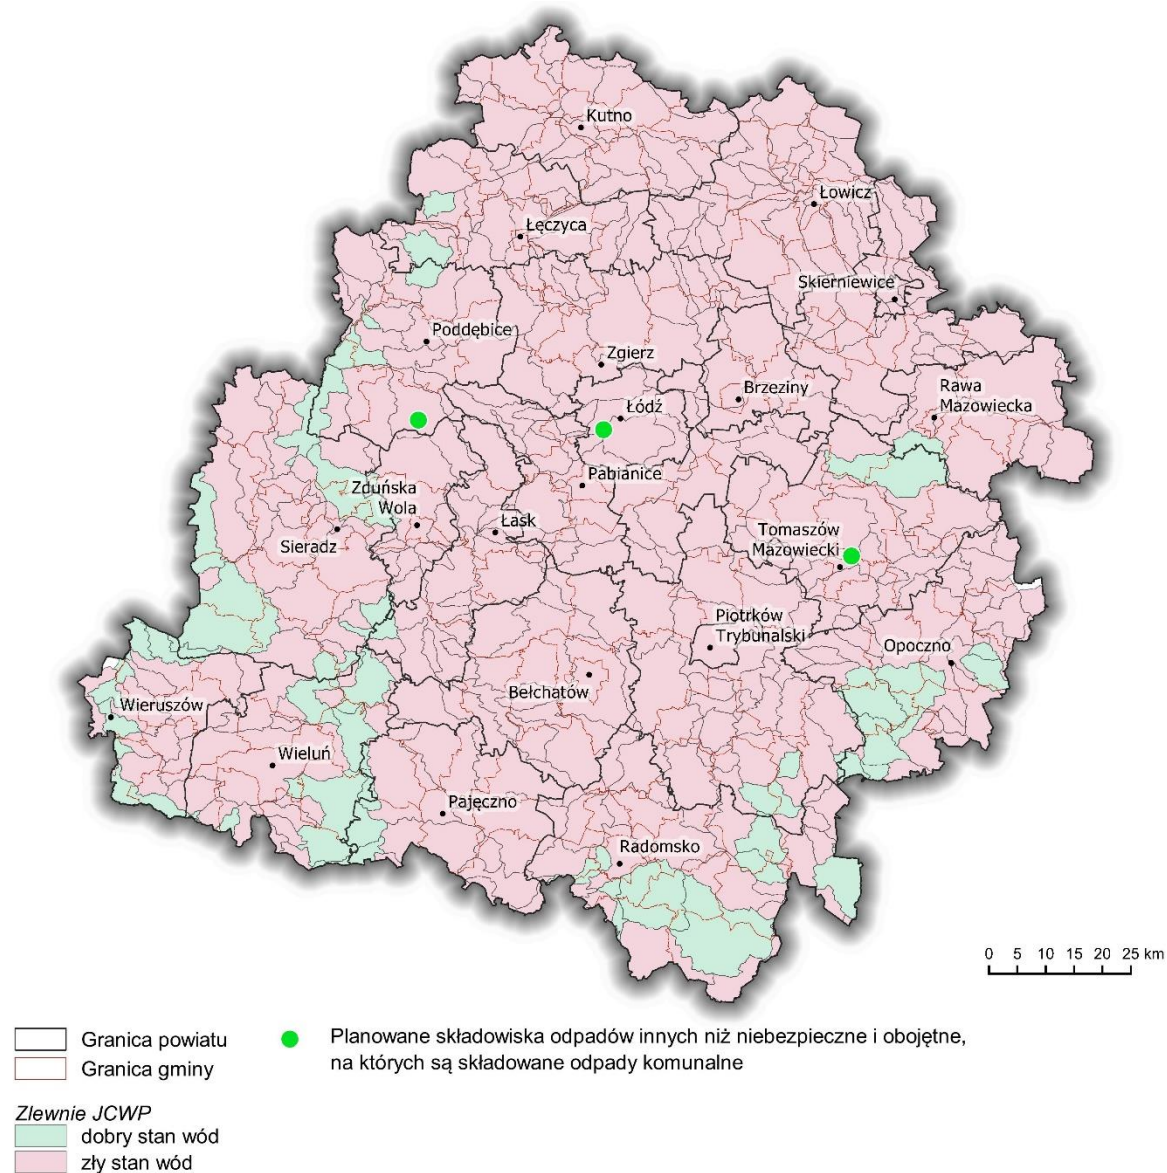 Kutno
Łowicz
Łęczyca
Skierniewice
Poddębice
Zgierz
Brzeziny
Rawa
Mazowiecka
Łódź
Pabianice
Zduńska
Wola
Łask
Sieradz
Tomaszów
Mazowiecki
Piotrków
Trybunalski
Opoczno
Bełchatów
Wieruszów
Wieluń
Pajęczno
Radomsko
0 5 10 15 20 25 km
Granica powiatu
Granica gminy
Planowane składowiska odpadów innych niż niebezpieczne i obojętne,
na których są składowane odpady komunalne
Zlewnie JCWP
dobry stan wód
zły stan wód